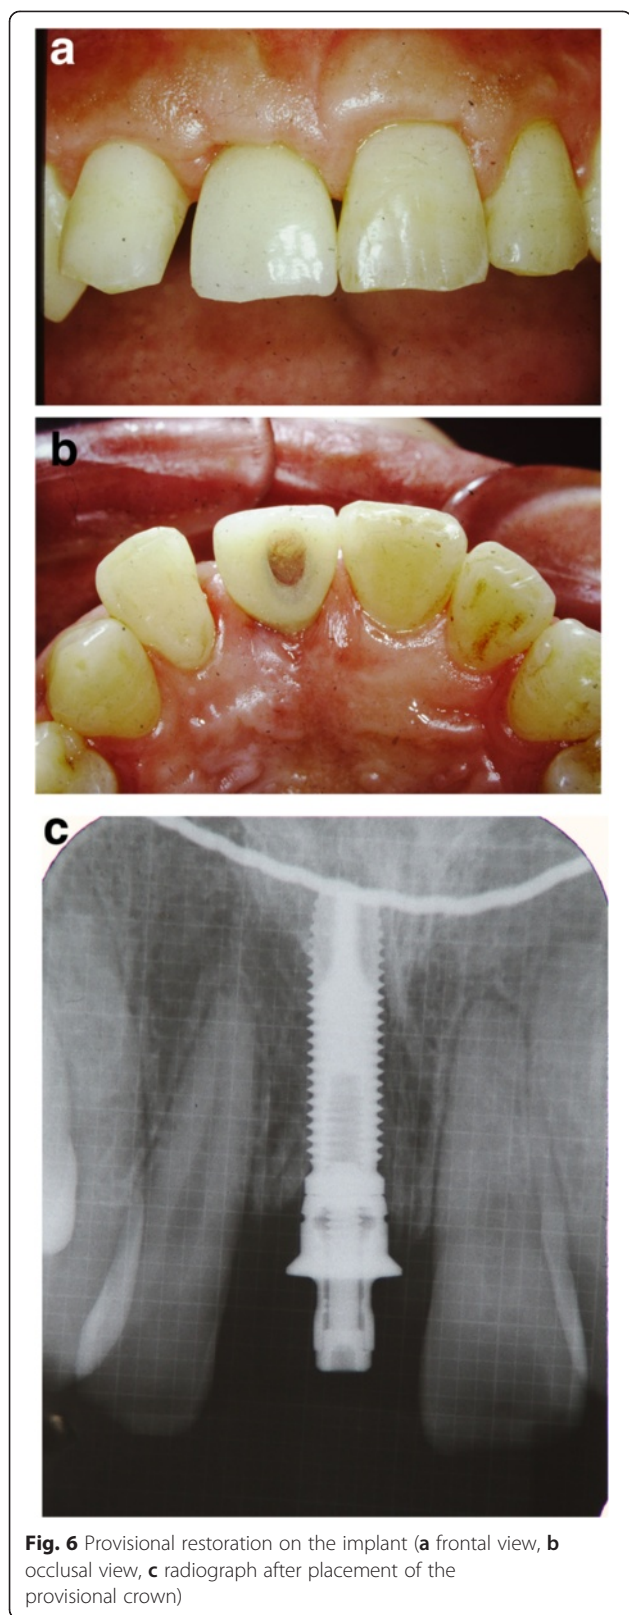 a
b
c
Fig. 6 Provisional restoration on the implant (a frontal view, b
occlusal view, c radiograph after placement of the
provisional crown)